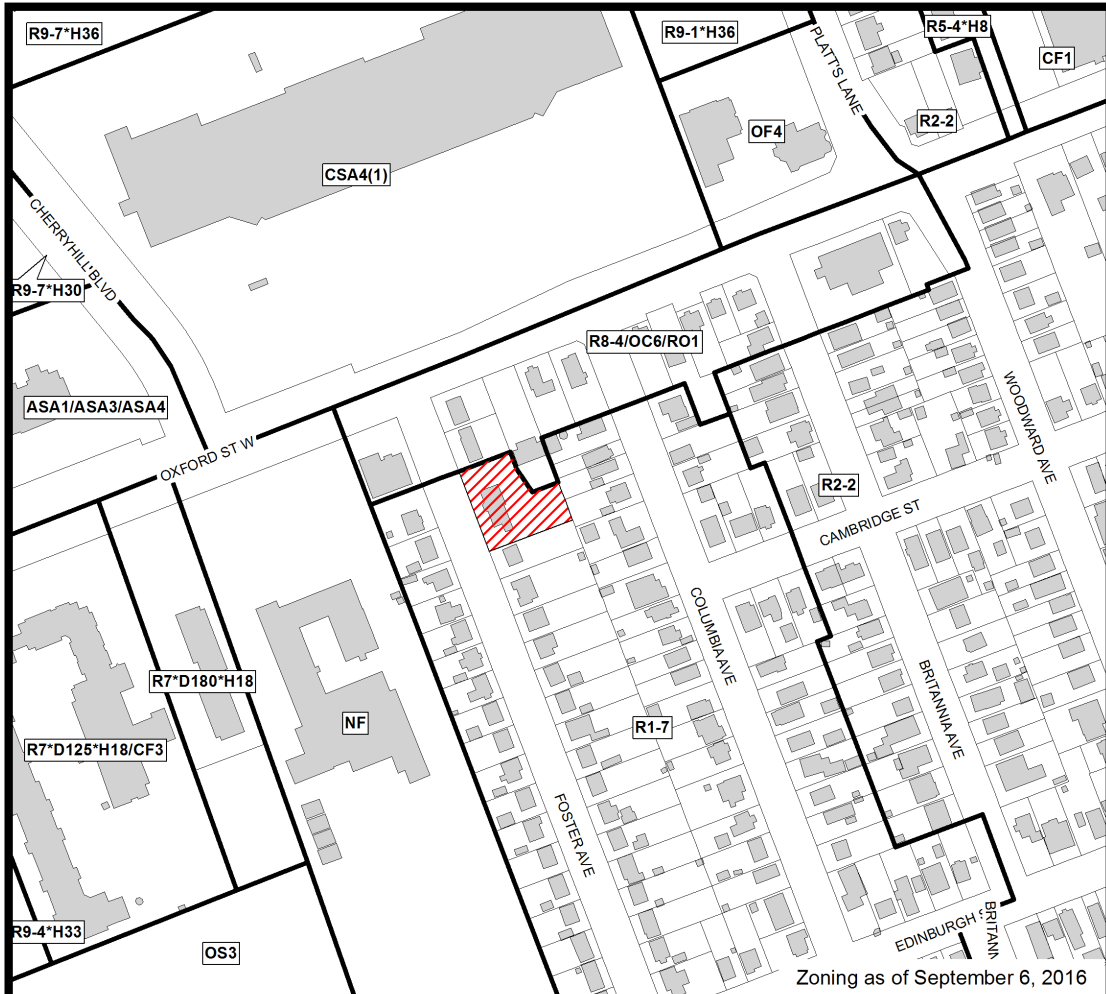 R9-7*H36
R9-1*H36
R5-4*H8
CF1
PLATT'S LANE
R2-2
OF4
CSA4(1)
CHERRYHILL BLVD
R9-7*H30
R8-4/OC6/RO1
ASA1/ASA3/ASA4
OXFORD ST W
WOODWARD AVE
R2-2
CAMBRIDGE ST
COLUMBIA AVE
R7*D180*H18
BRITANNIA AVE
NF
R1-7
R7*D125*H18/CF3
FOSTER AVE
R9-4*H33
OS3
EDINBURGH
BRITANN
Zoning as of September 6, 2016